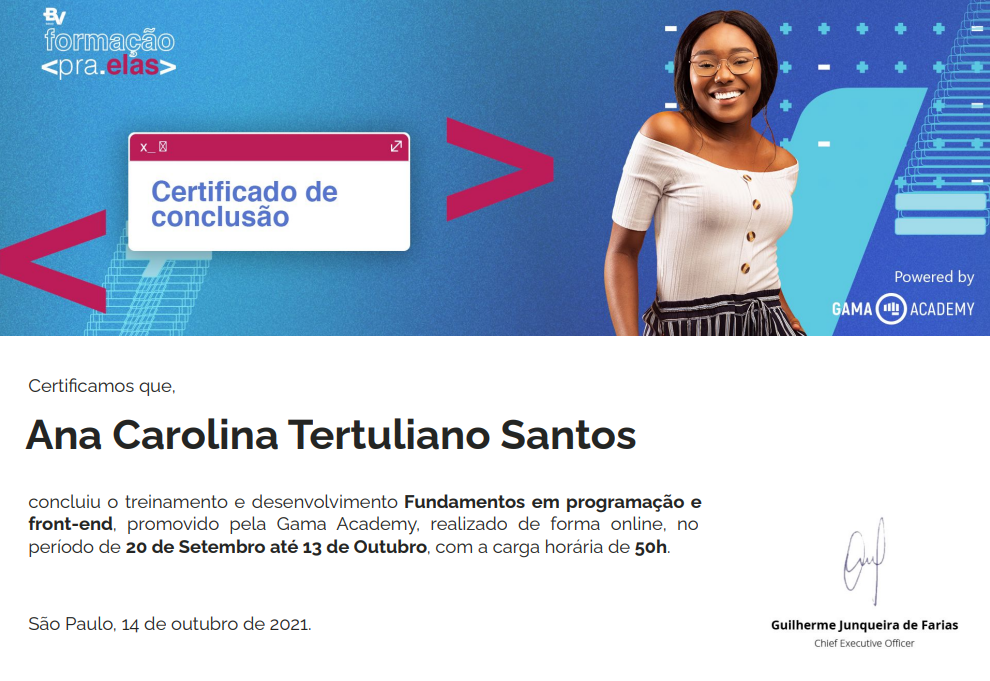 BV
formação
<pra.elas>
x_
Certificado de
conclusão
Powered by
GAMA ACADEMY
Certificamos que,
Ana Carolina Tertuliano Santos
concluiu o treinamento e desenvolvimento Fundamentos em programação e
front-end, promovido pela Gama Academy, realizado de forma online, no
período de 20 de Setembro até 13 de Outubro, com a carga horária de 50h.
São Paulo, 14 de outubro de 2021.
Guilherme Junqueira de Farias
Chief Executive Officer